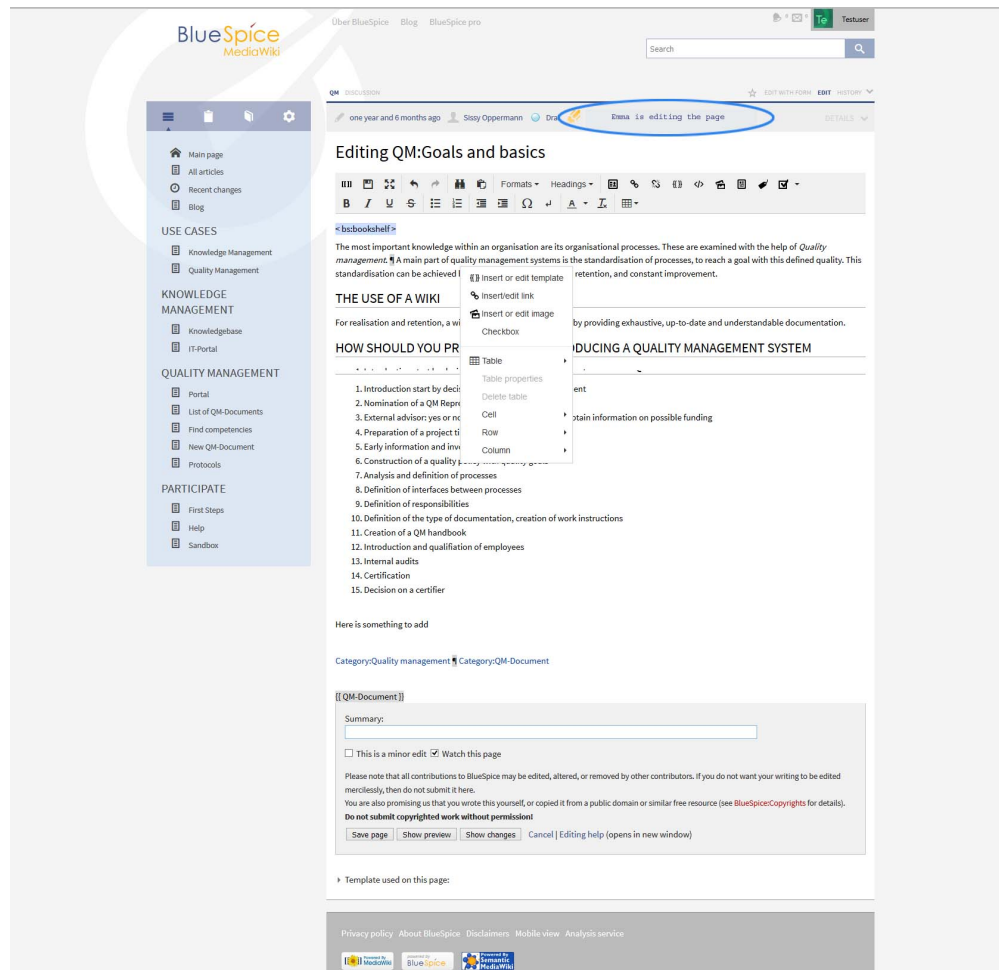 BlueSpice
MediaWiki
Über BlueSpice Blog BlueSpice pro
Te Testuser
Search
QM DISCUSSION
EDIT WITH FORM EDIT HISTORY
one year and 6 months ago Sissy Oppermann Dra Emma is editing the page DETAILS
Main page
All articles
Recent changes
Blog
USE CASES
Knowledge Management
Quality Management
KNOWLEDGE
MANAGEMENT
Knowledgebase
IT-Portal
QUALITY MANAGEMENT
Portal
List of QM-Documents
Find competencies
New QM-Document
Protocols
PARTICIPATE
First Steps
Help
Sandbox
Editing QM:Goals and basics
Formats Headings
B I U S Ω A Tx
< bs:bookshelf >
The most important knowledge within an organisation are its organisational processes. These are examined with the help of Quality
management. ¶ A main part of quality management systems is the standardisation of processes, to reach a goal with this defined quality. This
standardisation can be achieved retention, and constant improvement.
THE USE OF A WIKI
For realisation and retention, a wi by providing exhaustive, up-to-date and understandable documentation.
HOW SHOULD YOU PR DUCING A QUALITY MANAGEMENT SYSTEM
1. Introduction start by decis ent
2. Nomination of a QM Repre
3. External advisor: yes or no btain information on possible funding
4. Preparation of a project ti
5. Early information and inv
6. Construction of a quality policy with quality goals
7. Analysis and definition of processes
8. Definition of interfaces between processes
9. Definition of responsibilities
10. Definition of the type of documentation, creation of work instructions
11. Creation of a QM handbook
12. Introduction and qualifiation of employees
13. Internal audits
14. Certification
15. Decision on a certifier
Insert or edit template
Insert/edit link
Insert or edit image
Checkbox
Table
Table properties
Delete table
Cell
Row
Column
Here is something to add
Category:Quality management ¶ Category:QM-Document
{{ QM-Document }}
Summary:
This is a minor edit Watch this page
Please note that all contributions to BlueSpice may be edited, altered, or removed by other contributors. If you do not want your writing to be edited
mercilessly, then do not submit it here.
You are also promising us that you wrote this yourself, or copied it from a public domain or similar free resource (see BlueSpice:Copyrights for details).
Do not submit copyrighted work without permission!
Save page Show preview Show changes Cancel | Editing help (opens in new window)
Template used on this page:
Privacy policy About BlueSpice Disclaimers Mobile view Analysis service
Powered By MediaWiki
powered by BlueSpice
Powered By Semantic MediaWiki